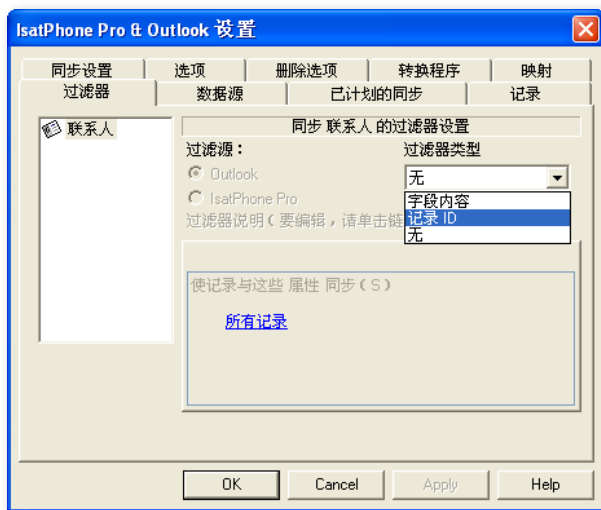 IsatPhone Pro & Outlook 设置
同步设置 选项 删除选项 转换程序 映射
过滤器 数据源 已计划的同步 记录
联系人
同步 联系人 的过滤器设置
过滤源： 过滤器类型
Outlook
无
IsatPhone Pro
字段内容
过滤器说明（要编辑，请单击链
记录 ID
无
使记录与这些 属性 同步（S）
所有记录
OK Cancel Apply Help